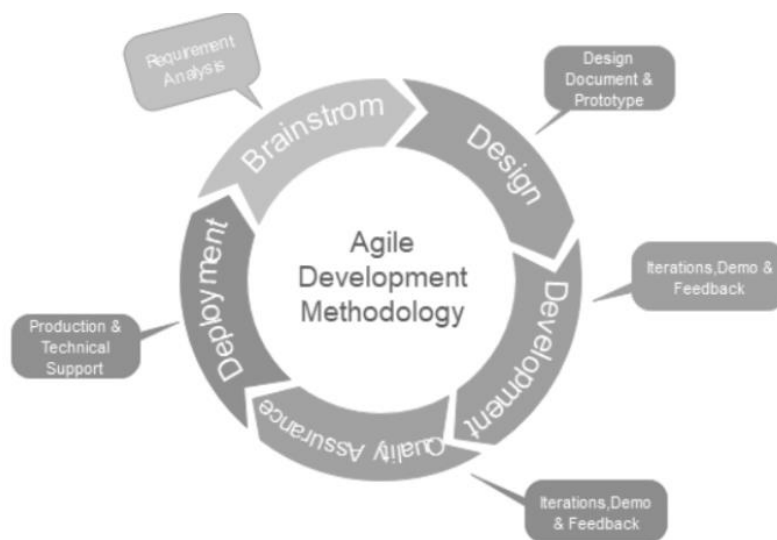 Requirement
Analysis
Brainstrom
Design
Document &
Prototype
Design
Agile
Development
Methodology
Iterations,Demo &
Feedback
Development
Production &
Technical
Support
Deployment
Quality Assurance
Iterations,Demo
& Feedback